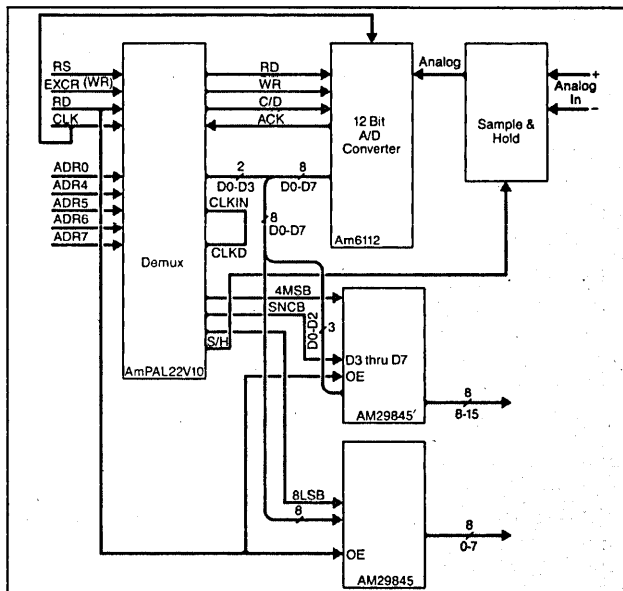 RS
EXCR (WR)
RD
CLK
ADR0
ADR4
ADR5
ADR6
ADR7
Demux
AmPAL22V10
RD
WR
C/D
ACK
2
D0-D3
8
D0-D7
CLKIN
CLKD
8
D0-D7
4MSB
SNCB
S/H
D0-D2
3
8LSB
8
12 Bit
A/D
Converter
Am6112
Analog
Sample &
Hold
+
Analog
In
−
D3 thru D7
OE
AM29845'
8
8-15
OE
AM29845
8
0-7